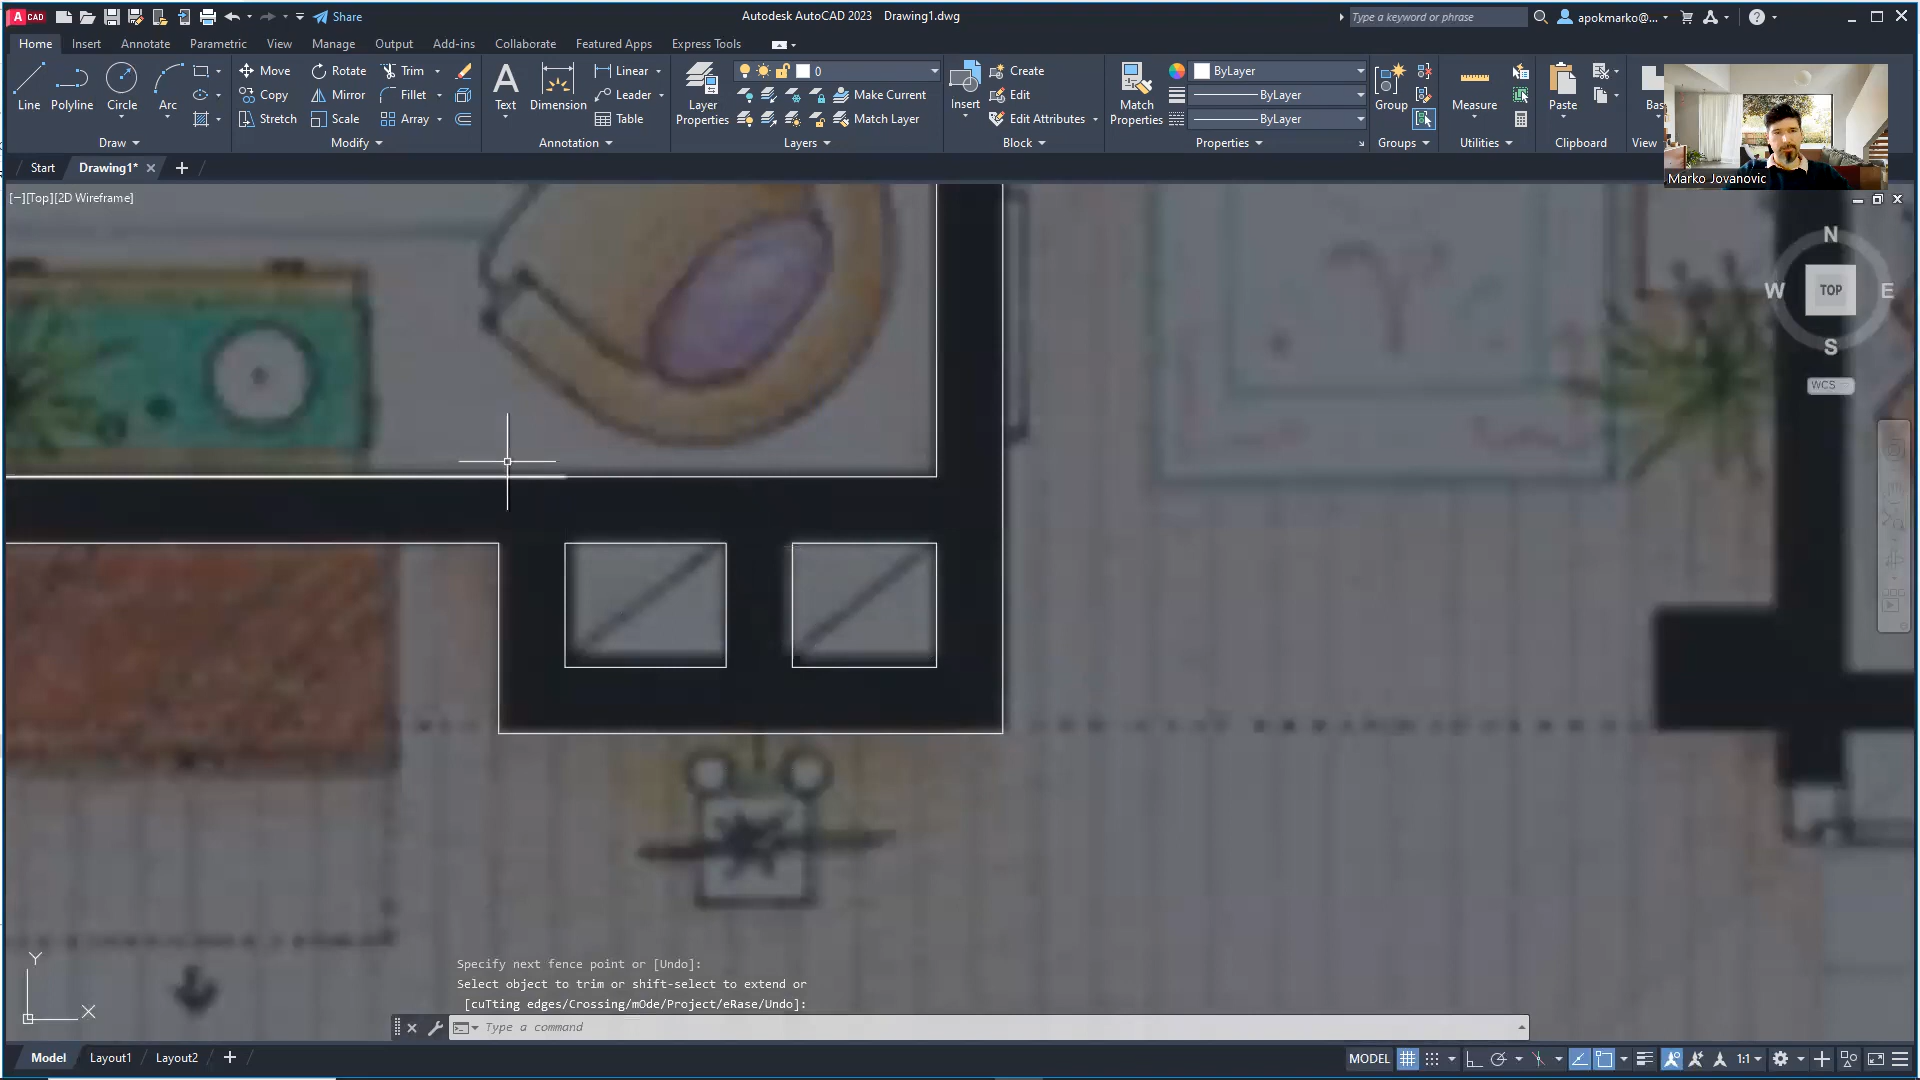 A CAD
Share
Autodesk AutoCAD 2023 Drawing1.dwg
Type a keyword or phrase
apokmarko@...
Home Insert Annotate Parametric View Manage Output Add-ins Collaborate Featured Apps Express Tools
Line Polyline Circle Arc
Move Rotate Trim
Copy Mirror Fillet
Stretch Scale Array
Text Dimension
Linear
Leader
Table
Layer Properties
0
Make Current
Match Layer
Insert
Create
Edit
Edit Attributes
Match Properties
ByLayer
ByLayer
ByLayer
Group
Measure
Paste
Draw Modify Annotation Layers Block Properties Groups Utilities Clipboard View
Marko Jovanovic
Start Drawing1*
[−][Top][2D Wireframe]
N
W TOP E
S
WCS
Y
X
Specify next fence point or [Undo]:
Select object to trim or shift-select to extend or
[cuTting edges/Crossing/mOde/Project/eRase/Undo]:
Type a command
Model Layout1 Layout2
MODEL 1:1